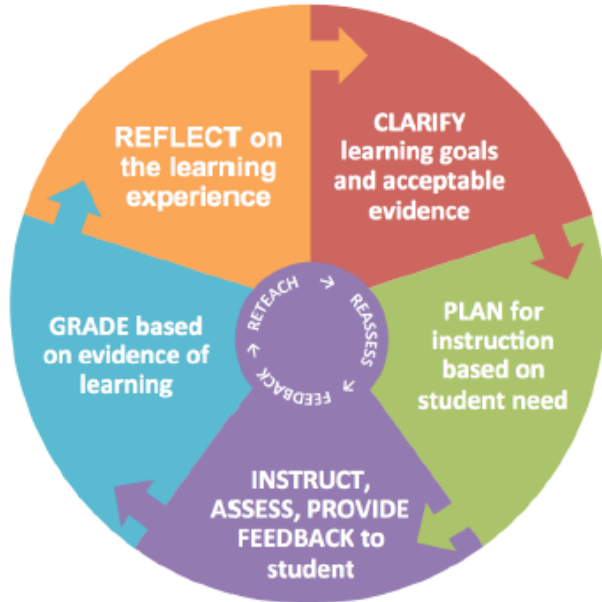 REFLECT on
the learning
experience
CLARIFY
learning goals
and acceptable
evidence
PLAN for
instruction
based on
student need
INSTRUCT,
ASSESS, PROVIDE
FEEDBACK to
student
GRADE based
on evidence of
learning
RETEACH
REASSESS
FEEDBACK